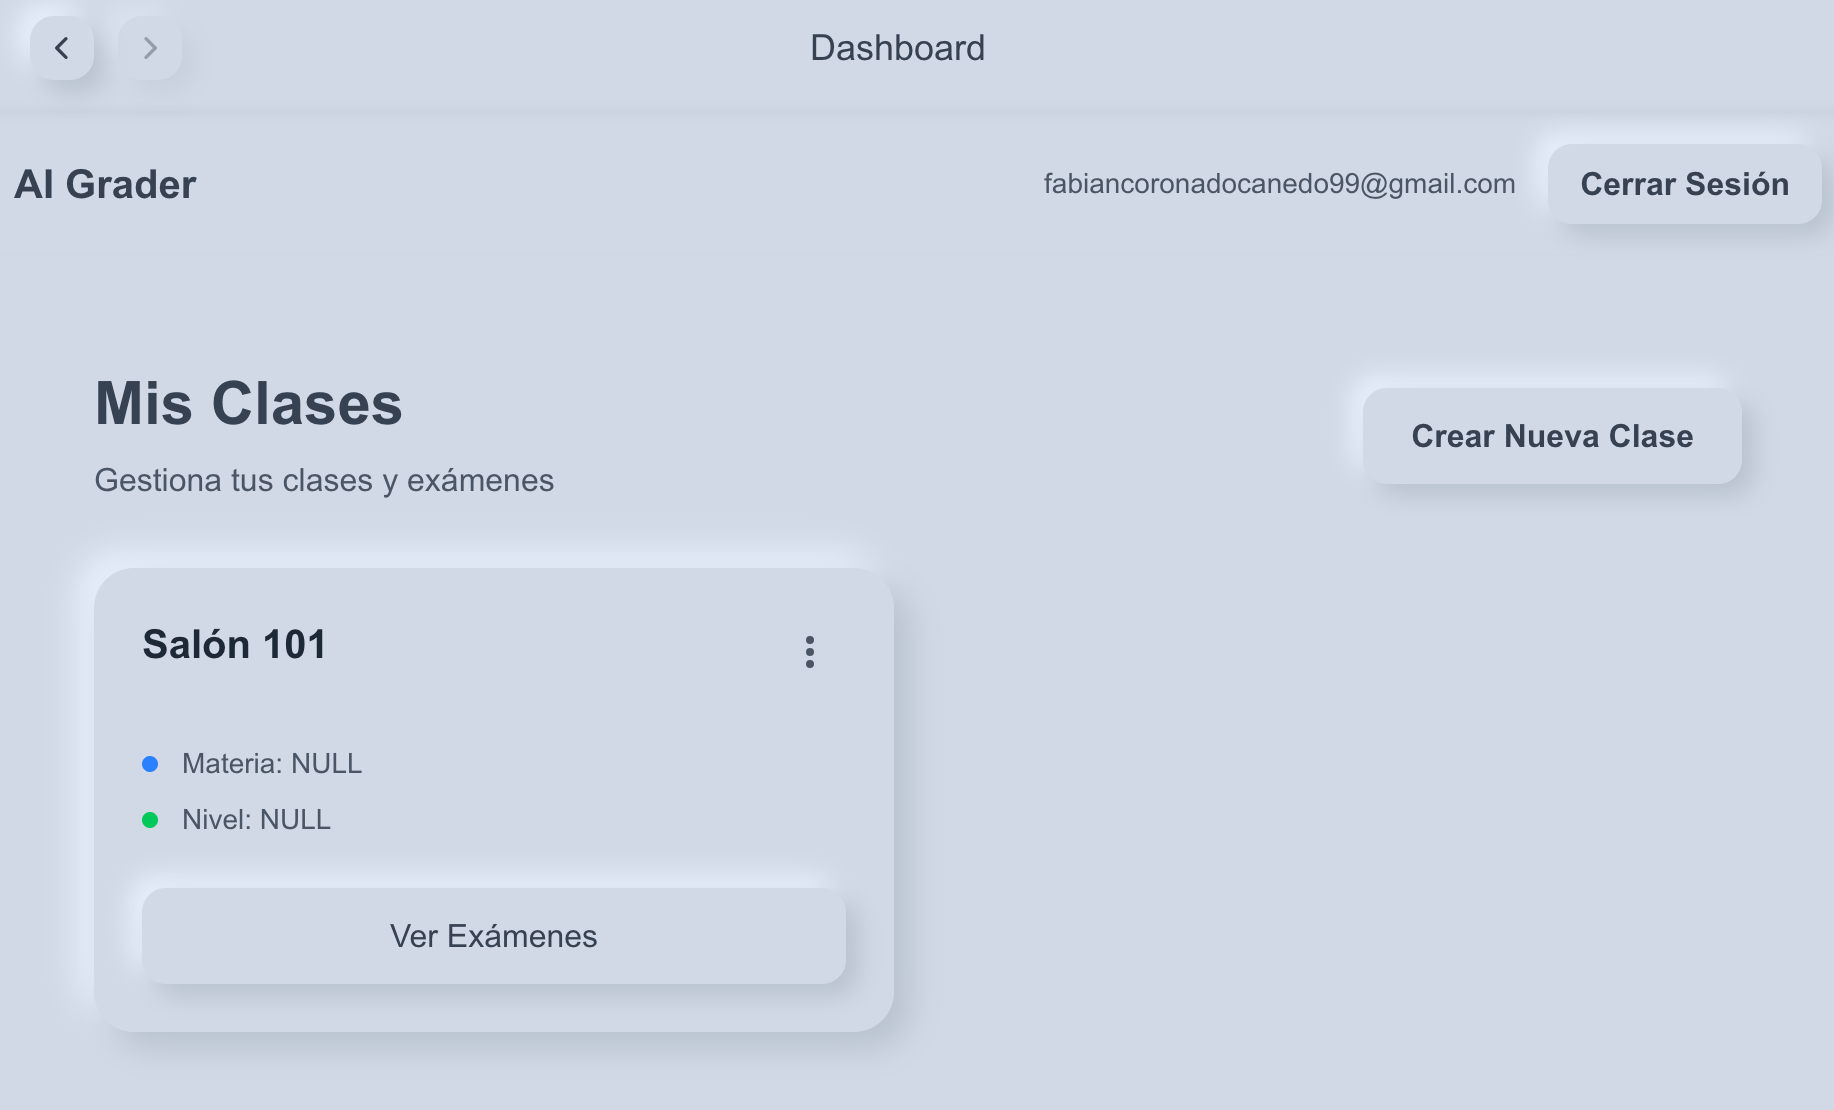 Dashboard
AI Grader
fabiancoronadocanedo99@gmail.com
Cerrar Sesión
Mis Clases
Gestiona tus clases y exámenes
Crear Nueva Clase
Salón 101
Materia: NULL
Nivel: NULL
Ver Exámenes